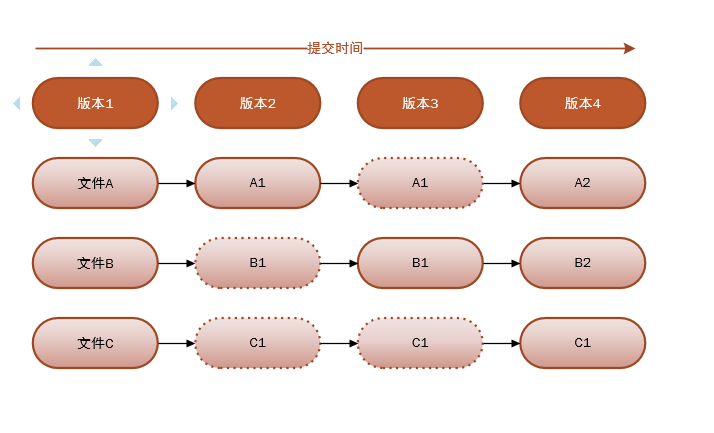 提交时间
版本1 版本2 版本3 版本4
文件A A1 A1 A2
文件B B1 B1 B2
文件C C1 C1 C1